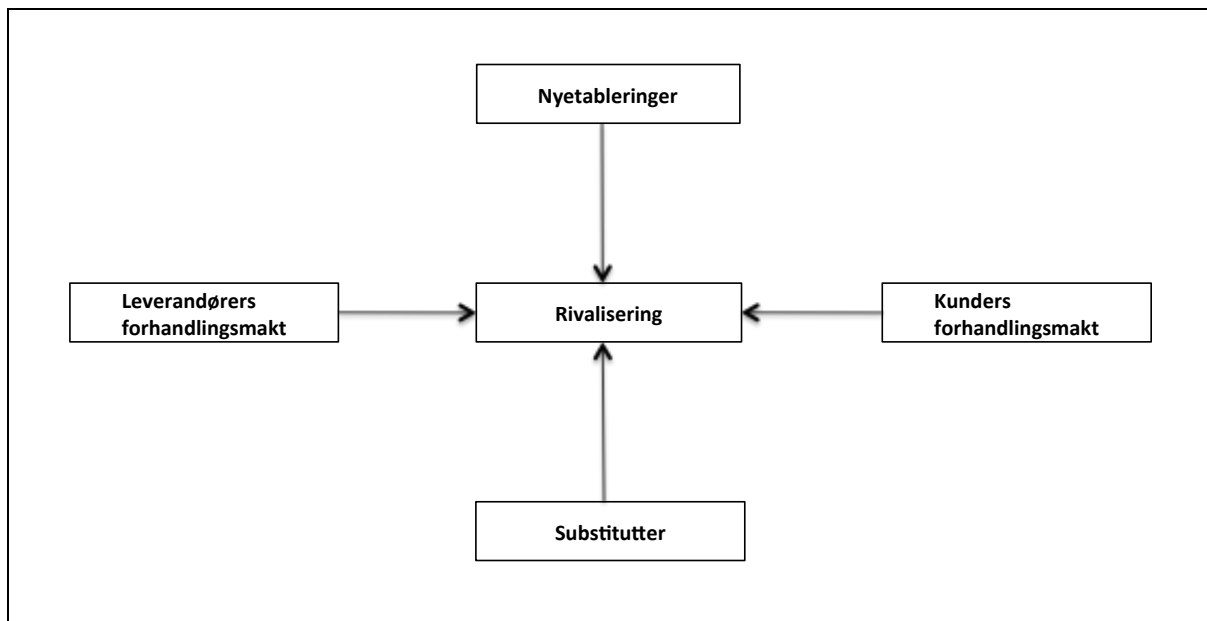 Nyetableringer
Leverandørers
forhandlingsmakt
Rivalisering
Kunders
forhandlingsmakt
Substitutter